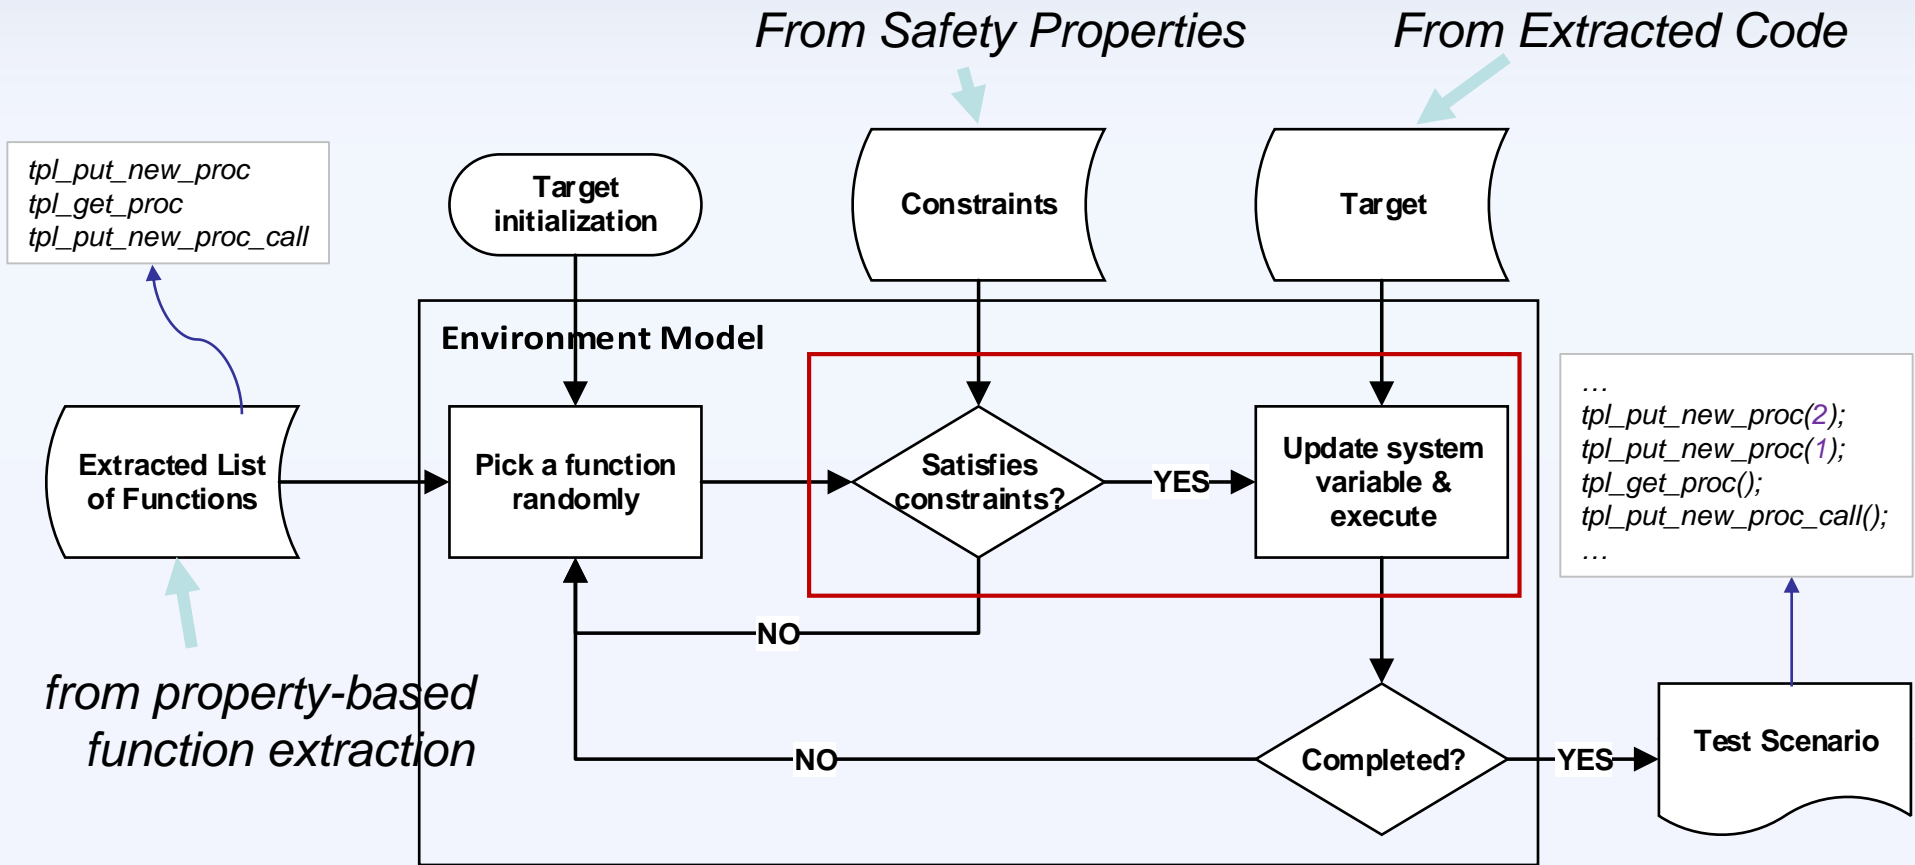 From Safety Properties
From Extracted Code
tpl_put_new_proc
tpl_get_proc
tpl_put_new_proc_call
Target
initialization
Constraints
Target
Environment Model
Extracted List
of Functions
Pick a function
randomly
Satisfies
constraints?
YES
Update system
variable &
execute
…
tpl_put_new_proc(2);
tpl_put_new_proc(1);
tpl_get_proc();
tpl_put_new_proc_call();
…
NO
from property-based
function extraction
NO
Completed?
YES
Test Scenario